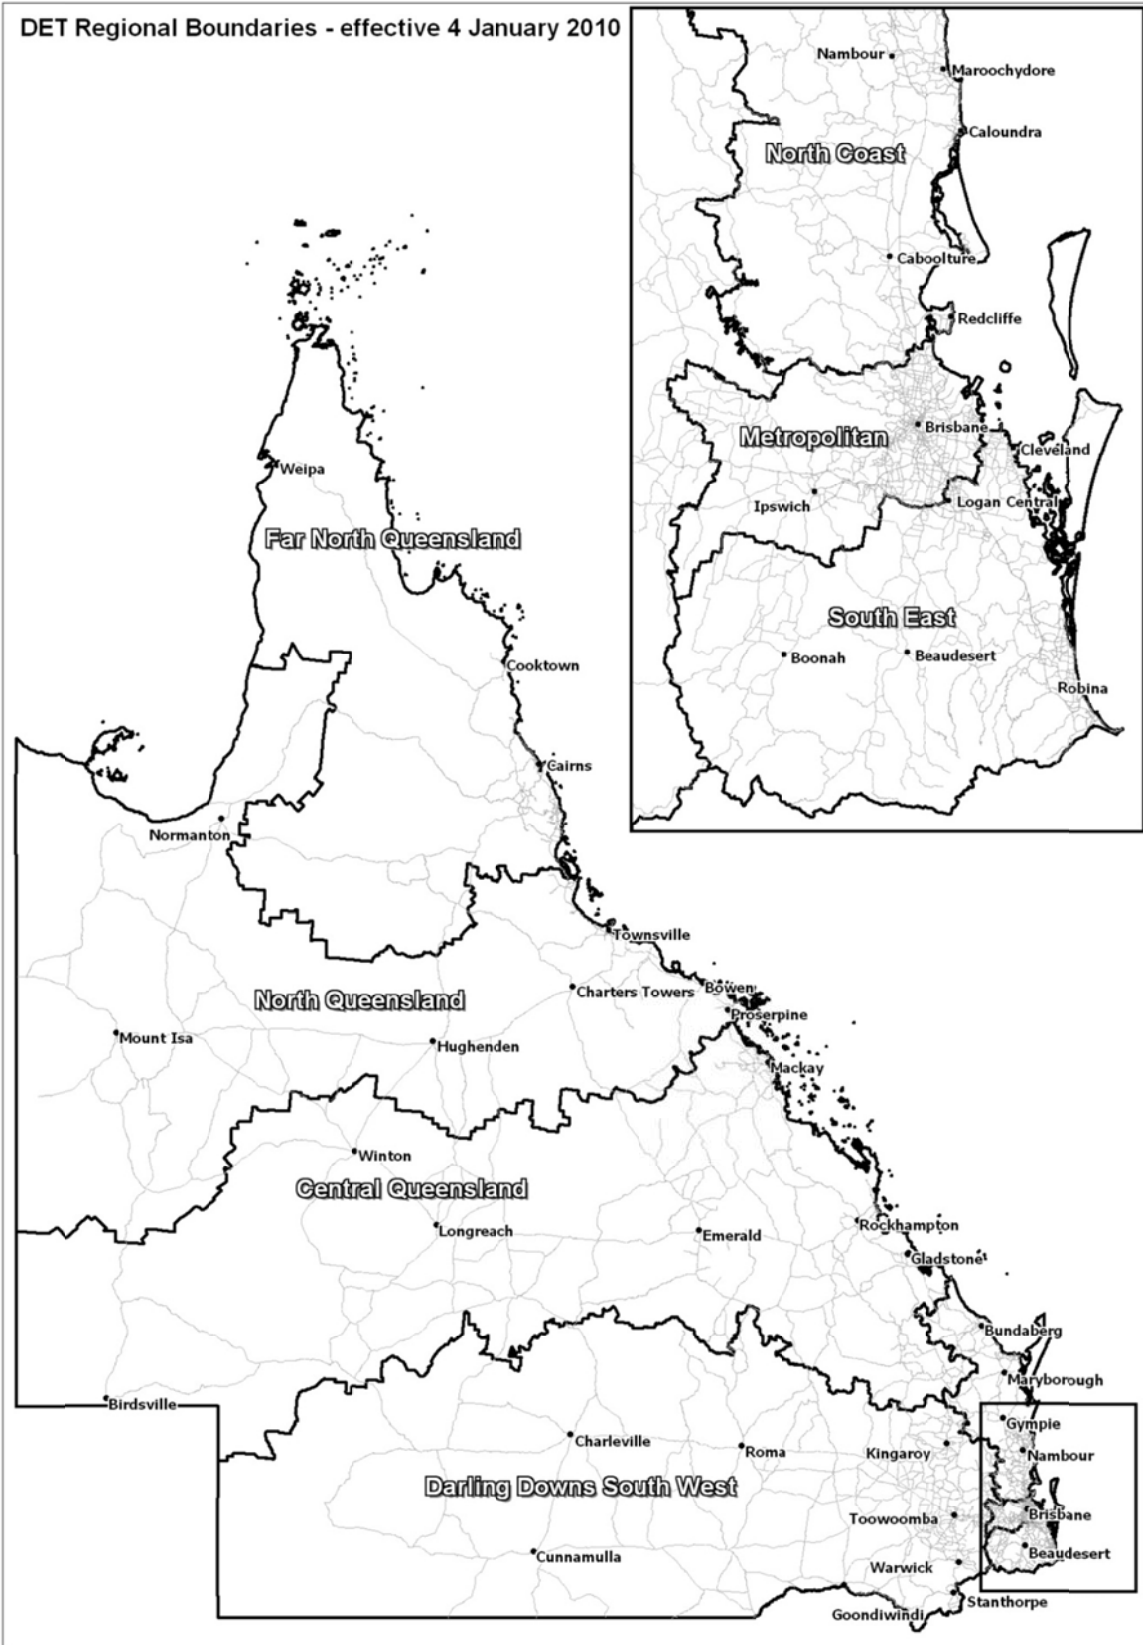 DET Regional Boundaries - effective 4 January 2010
Nambour
Maroochydore
Caloundra
North Coast
Caboolture
Redcliffe
Metropolitan
Brisbane
Cleveland
Ipswich
Logan Central
South East
Boonah
Beaudesert
Robina
Weipa
Far North Queensland
Cooktown
Cairns
Normanton
Townsville
North Queensland
Charters Towers
Bowen
Proserpine
Mount Isa
Hughenden
Mackay
Winton
Central Queensland
Longreach
Emerald
Rockhampton
Gladstone
Bundaberg
Maryborough
Birdsville
Gympie
Charleville
Roma
Kingaroy
Nambour
Darling Downs South West
Toowoomba
Brisbane
Cunnamulla
Warwick
Beaudesert
Stanthorpe
Goondiwindi